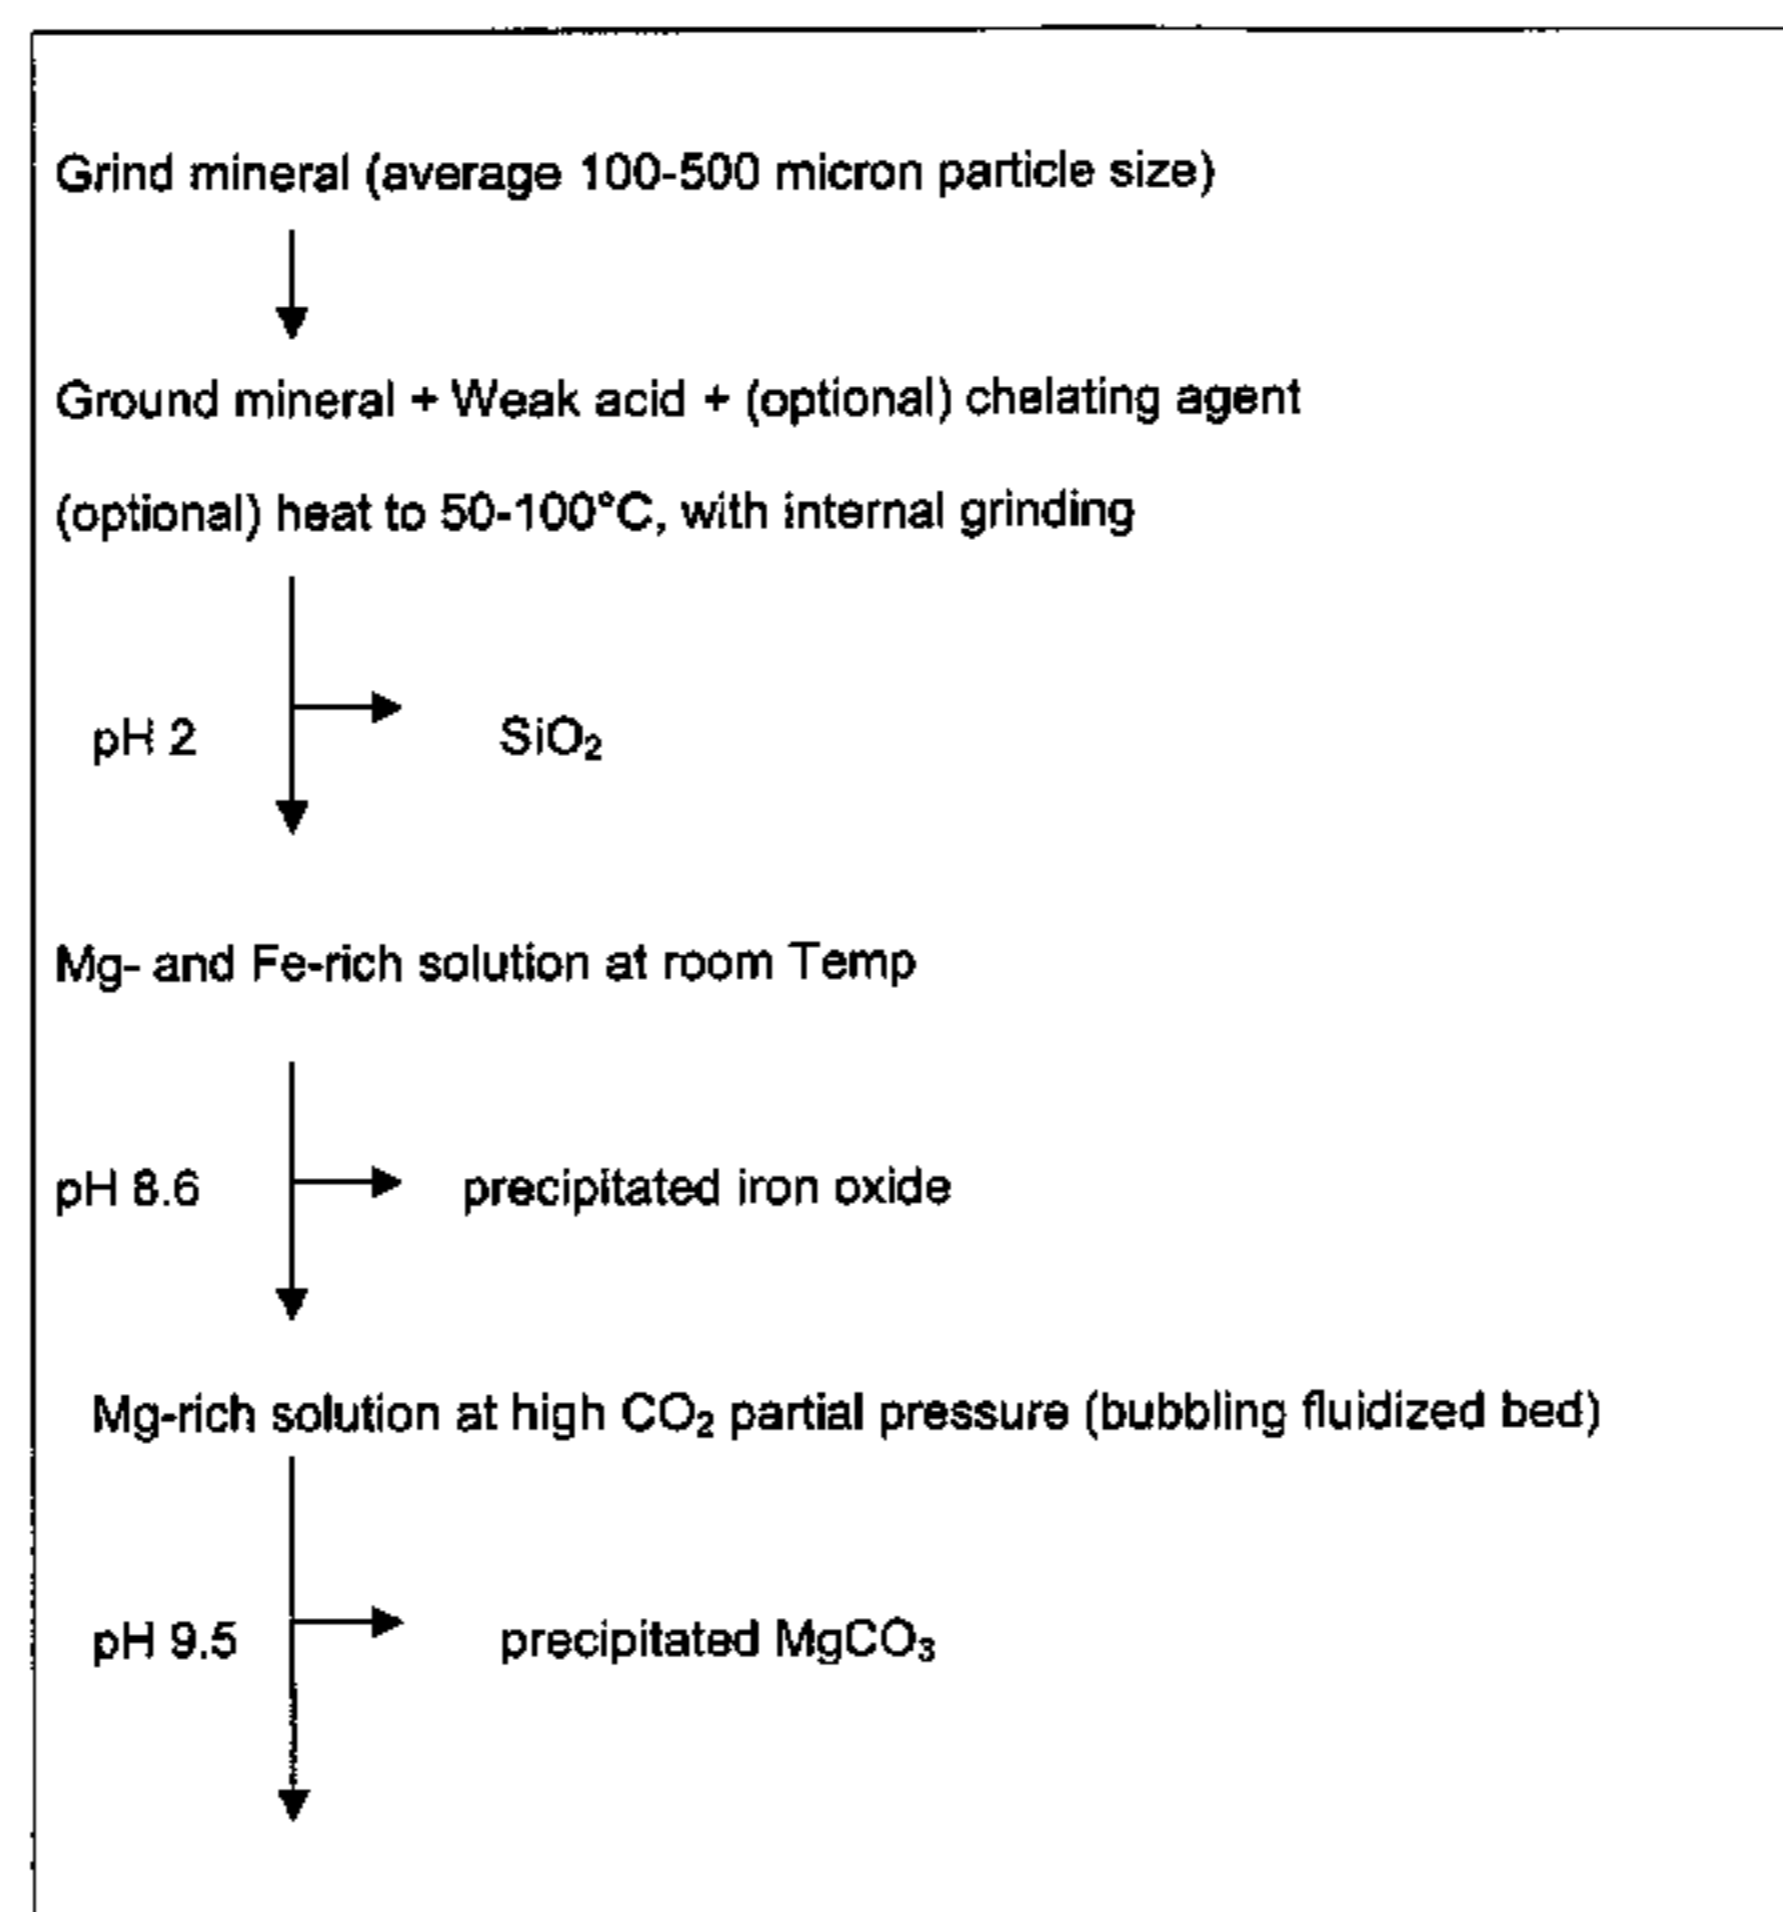 Grind mineral (average 100-500 micron particle size)
Ground mineral + Weak acid + (optional) chelating agent
(optional) heat to 50-100°C, with internal grinding
pH 2 SiO₂
Mg- and Fe-rich solution at room Temp
pH 8.6 precipitated iron oxide
Mg-rich solution at high CO₂ partial pressure (bubbling fluidized bed)
pH 9.5 precipitated MgCO₃